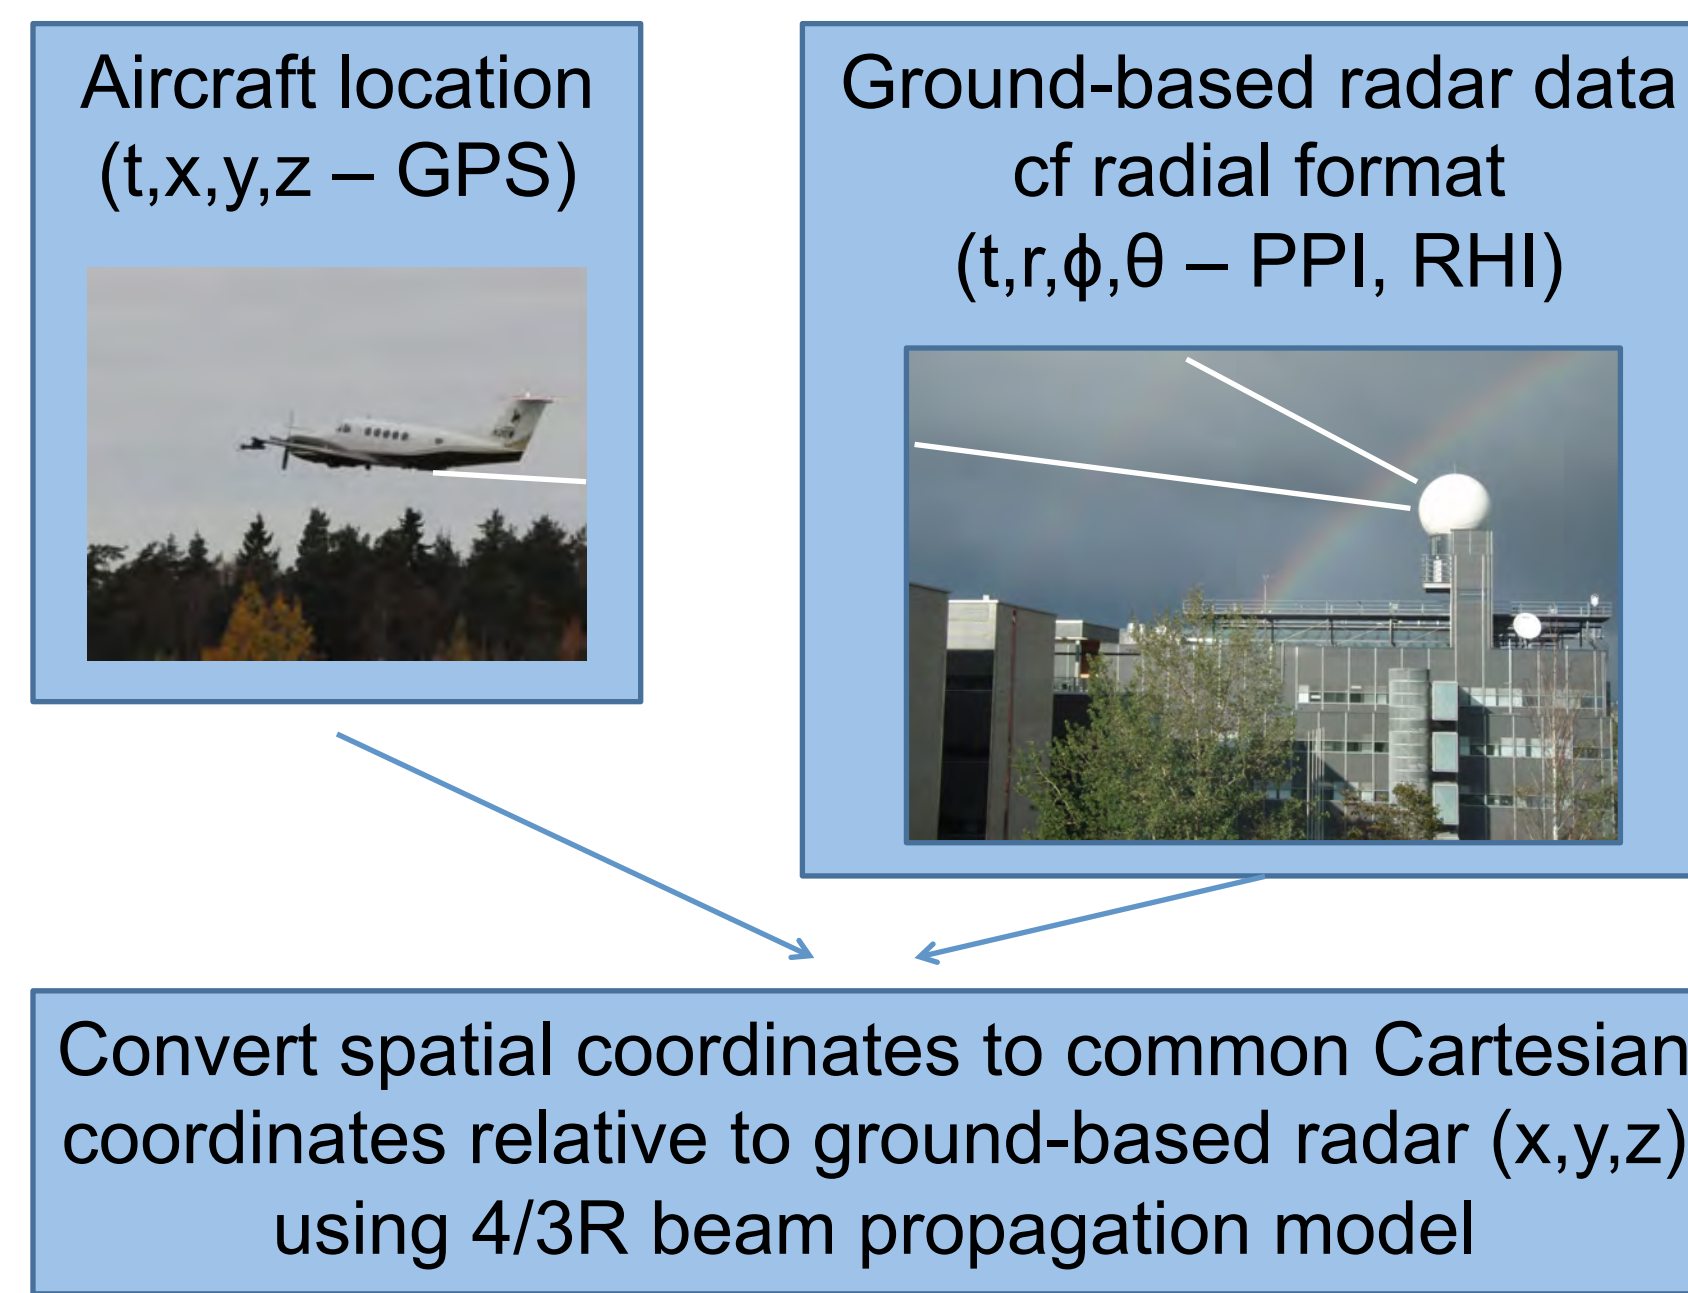 Aircraft location
(t,x,y,z – GPS)
Ground-based radar data
cf radial format
(t,r,ϕ,θ – PPI, RHI)
Convert spatial coordinates to common Cartesian
coordinates relative to ground-based radar (x,y,z)
using 4/3R beam propagation model